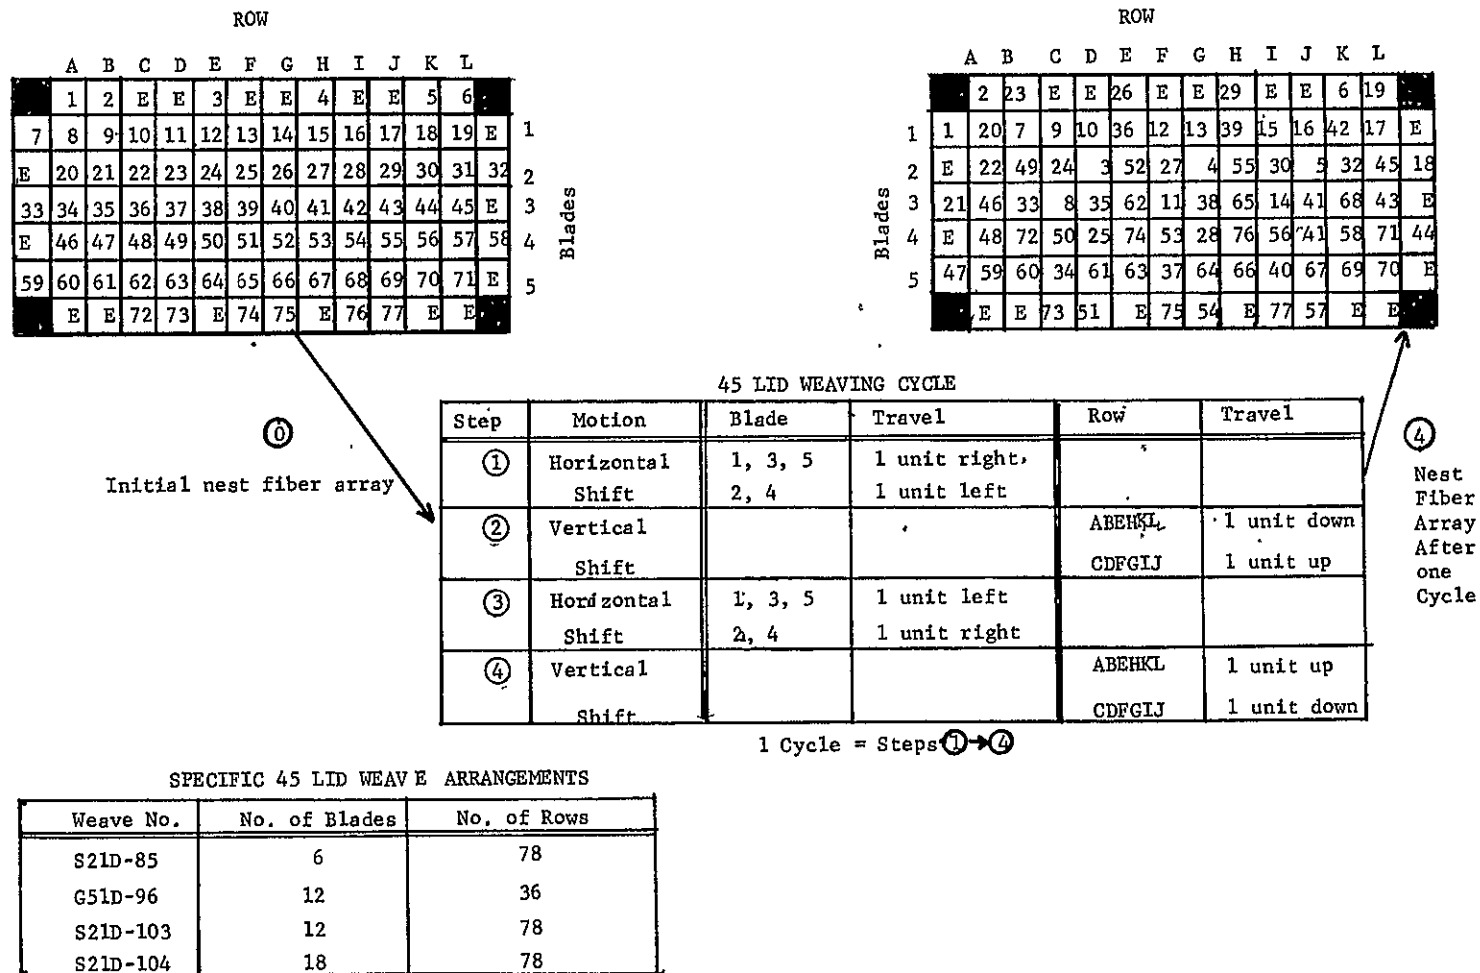 ROW
A B C D E F G H I J K L
1 2 E E 3 E E 4 E E 5 6
7 8 9 10 11 12 13 14 15 16 17 18 19 E 1
E 20 21 22 23 24 25 26 27 28 29 30 31 32 2
33 34 35 36 37 38 39 40 41 42 43 44 45 E 3
E 46 47 48 49 50 51 52 53 54 55 56 57 58 4
59 60 61 62 63 64 65 66 67 68 69 70 71 E 5
E E 72 73 E 74 75 E 76 77 E E
Blades
ROW
A B C D E F G H I J K L
2 23 E E 26 E E 29 E E 6 19
1 1 20 7 9 10 36 12 13 39 15 16 42 17 E
2 E 22 49 24 3 52 27 4 55 30 5 32 45 18
3 21 46 33 8 35 62 11 38 65 14 41 68 43 E
4 E 48 72 50 25 74 53 28 76 56 41 58 71 44
5 47 59 60 34 61 63 37 64 66 40 67 69 70 E
E E 73 51 E 75 54 E 77 57 E E
Blades
0
Initial nest fiber array
45 LID WEAVING CYCLE
Step Motion Blade Travel Row Travel
1 Horizontal 1, 3, 5 1 unit right
Shift 2, 4 1 unit left
2 Vertical ABEHKL 1 unit down
Shift CDFGIJ 1 unit up
3 Horizontal 1, 3, 5 1 unit left
Shift 2, 4 1 unit right
4 Vertical ABEHKL 1 unit up
Shift CDFGIJ 1 unit down
1 Cycle = Steps 1→4
4
Nest
Fiber
Array
After
one
Cycle
SPECIFIC 45 LID WEAVE ARRANGEMENTS
Weave No. No. of Blades No. of Rows
S21D-85 6 78
G51D-96 12 36
S21D-103 12 78
S21D-104 18 78